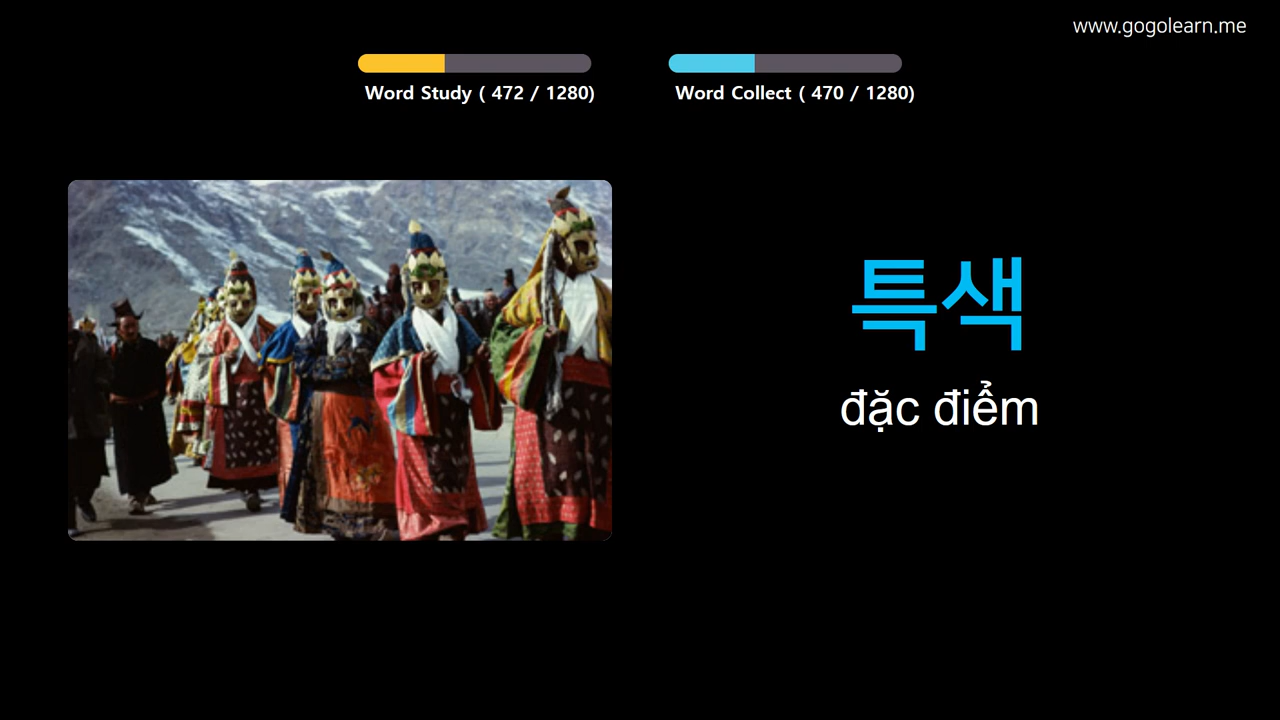 www.gogolearn.me
Word Study ( 472 / 1280)
Word Collect ( 470 / 1280)
특색
đặc điểm